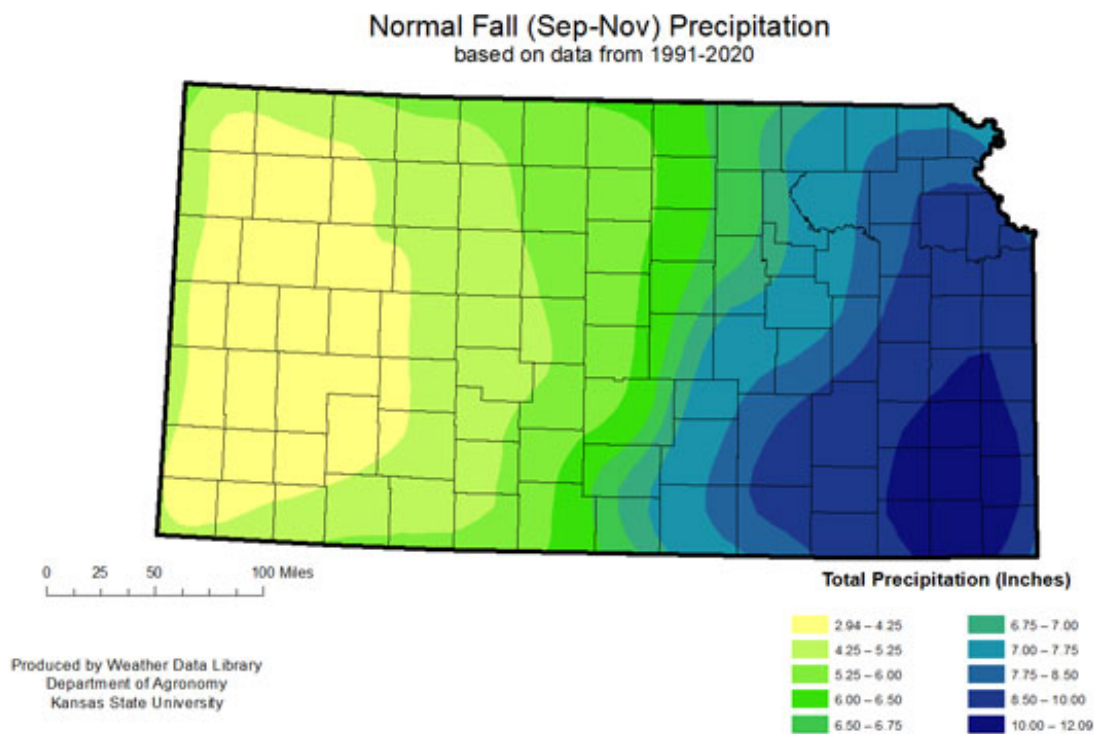 Normal Fall (Sep-Nov) Precipitation
based on data from 1991-2020
0 25 50 100 Miles
Produced by Weather Data Library
Department of Agronomy
Kansas State University
Total Precipitation (Inches)
2.94 – 4.25
4.25 – 5.25
5.25 – 6.00
6.00 – 6.50
6.50 – 6.75
6.75 – 7.00
7.00 – 7.75
7.75 – 8.50
8.50 – 10.00
10.00 – 12.09